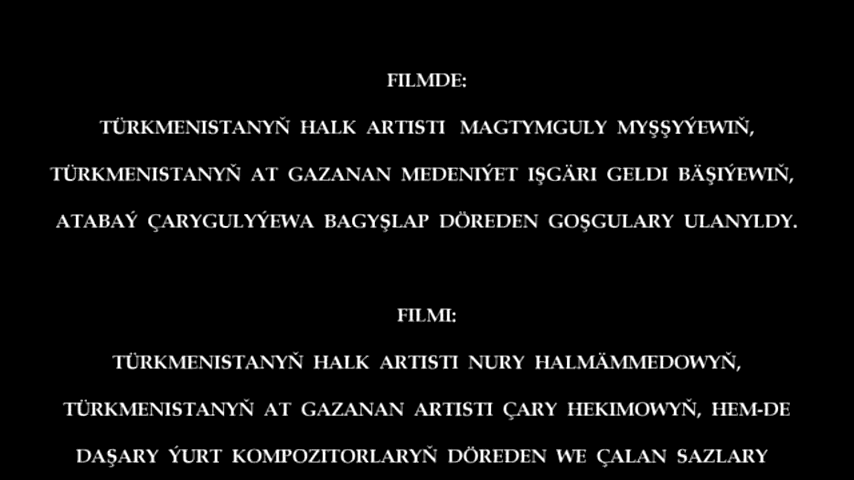 FILMDE:
TÜRKMENISTANYŇ HALK ARTISTI MAGTYMGULY MYŞŞYÝEWIŇ,
TÜRKMENISTANYŇ AT GAZANAN MEDENIÝET IŞGÄRI GELDI BÄŞIÝEWIŇ,
ATABAÝ ÇARYGULYÝEWA BAGYŞLAP DÖREDEN GOŞGULARY ULANYLDY.
FILMI:
TÜRKMENISTANYŇ HALK ARTISTI NURY HALMÄMMEDOWYŇ,
TÜRKMENISTANYŇ AT GAZANAN ARTISTI ÇARY HEKIMOWYŇ, HEM-DE
DAŞARY ÝURT KOMPOZITORLARYŇ DÖREDEN WE ÇALAN SAZLARY